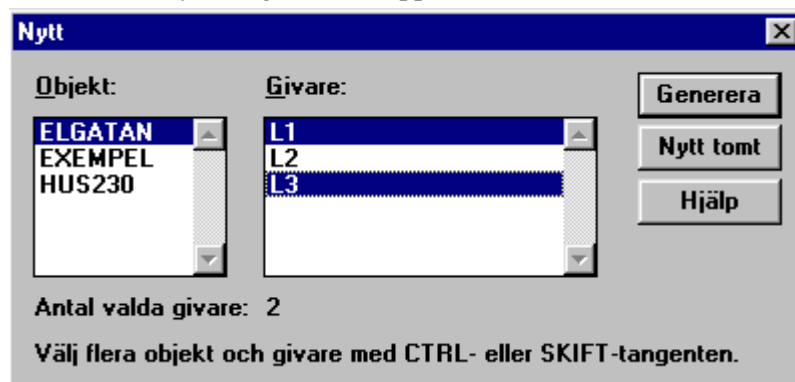 Nytt
Objekt:
Givare:
ELGATAN
EXEMPEL
HUS230
L1
L2
L3
Generera
Nytt tomt
Hjälp
Antal valda givare: 2
Välj flera objekt och givare med CTRL- eller SKIFT-tangenten.